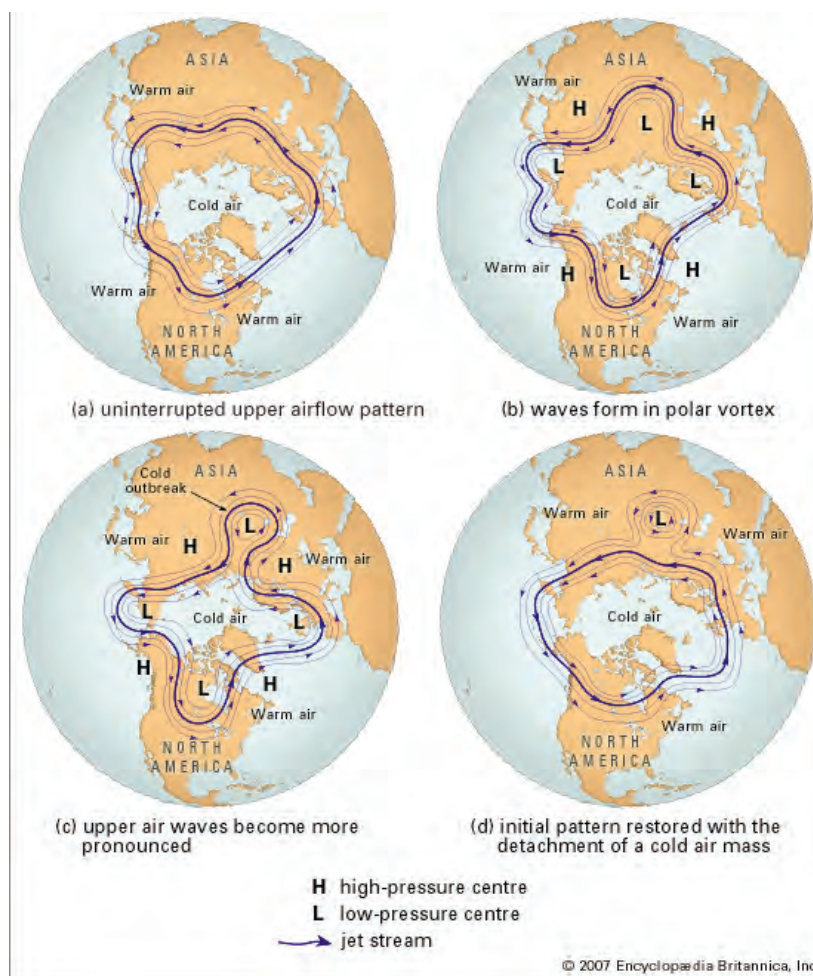 ASIA
Warm air
Cold air
Warm air
Warm air
NORTH
AMERICA
(a) uninterrupted upper airflow pattern
ASIA
Warm air
H
H
L
L
L
Cold air
Warm air
H
L
H
Warm air
NORTH
AMERICA
(b) waves form in polar vortex
Cold
outbreak
ASIA
L
Warm air
H
H
Warm air
L
Cold air
L
H
L
H
Warm air
NORTH
AMERICA
(c) upper air waves become more
pronounced
ASIA
Warm air
L
Warm air
Cold air
Warm air
NORTH
AMERICA
(d) initial pattern restored with the
detachment of a cold air mass
H high-pressure centre
L low-pressure centre
jet stream
© 2007 Encyclopædia Britannica, Inc